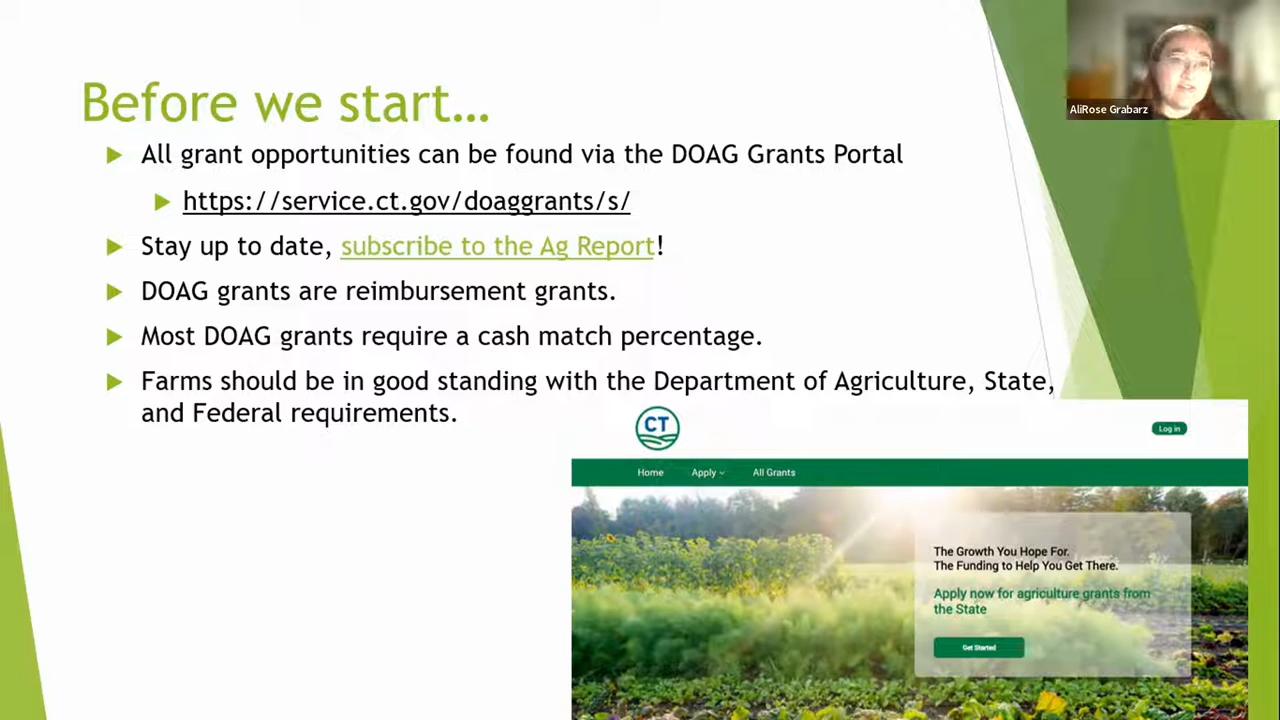 Before we start…
All grant opportunities can be found via the DOAG Grants Portal
https://service.ct.gov/doaggrants/s/
Stay up to date, subscribe to the Ag Report!
DOAG grants are reimbursement grants.
Most DOAG grants require a cash match percentage.
Farms should be in good standing with the Department of Agriculture, State,
and Federal requirements.
AliRose Grabarz
CT
Log in
Home Apply All Grants
The Growth You Hope For.
The Funding to Help You Get There.
Apply now for agriculture grants from
the State
Get Started